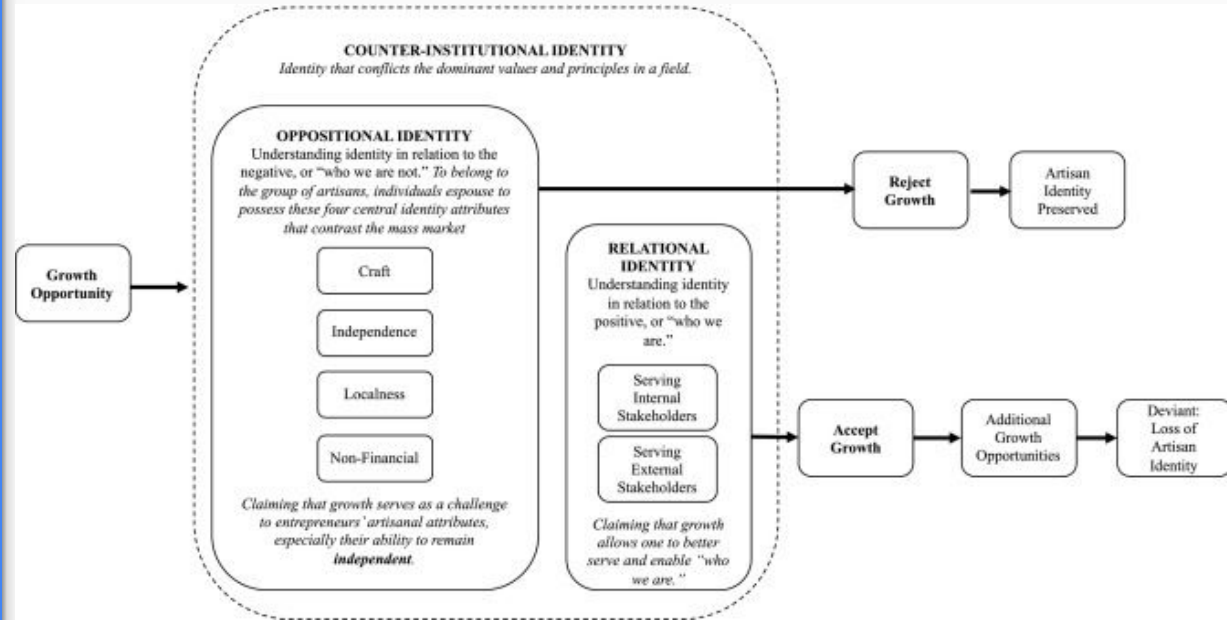 COUNTER-INSTITUTIONAL IDENTITY
Identity that conflicts the dominant values and principles in a field.
OPPOSITIONAL IDENTITY
Understanding identity in relation to the
negative, or “who we are not.” To belong to
the group of artisans, individuals espouse to
possess these four central identity attributes
that contrast the mass market
Craft
Independence
Localness
Non-Financial
Claiming that growth serves as a challenge
to entrepreneurs’ artisanal attributes,
especially their ability to remain
independent.
Growth
Opportunity
RELATIONAL
IDENTITY
Understanding identity
in relation to the
positive, or “who we
are.”
Serving
Internal
Stakeholders
Serving
External
Stakeholders
Claiming that growth
allows one to better
serve and enable “who
we are.”
Reject
Growth
Artisan
Identity
Preserved
Accept
Growth
Additional
Growth
Opportunities
Deviant:
Loss of
Artisan
Identity